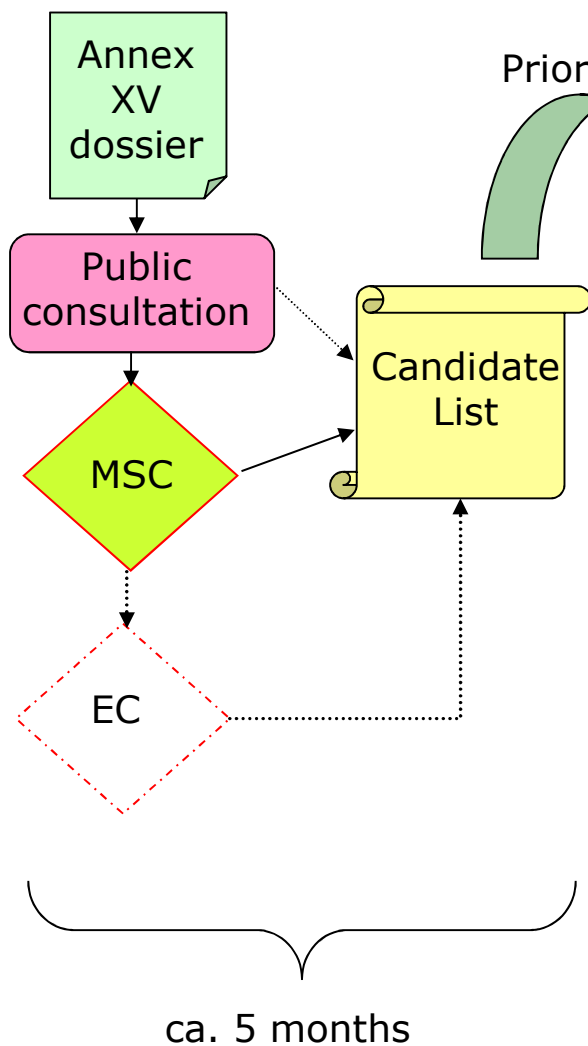 Annex
XV
dossier
Prior
Public
consultation
Candidate
List
MSC
EC
ca. 5 months